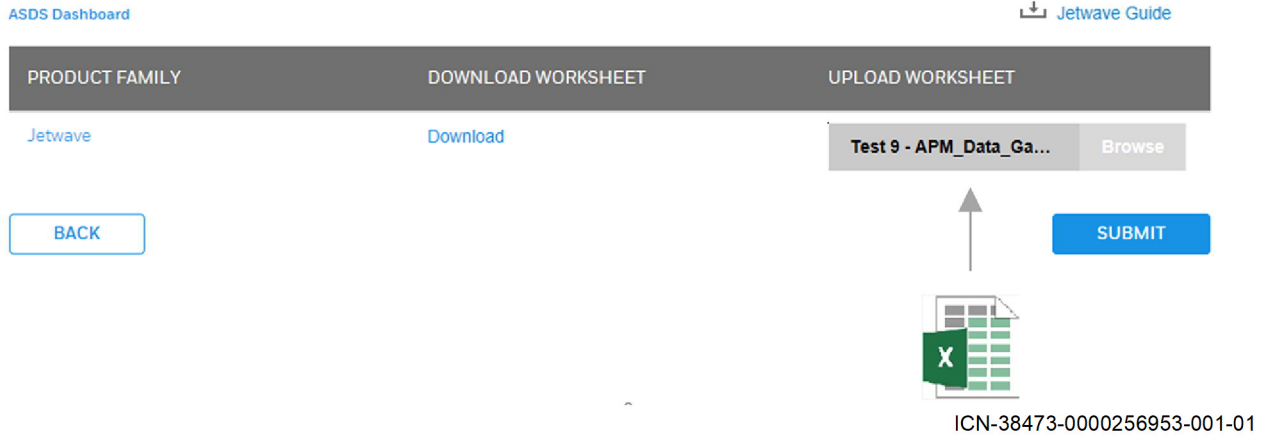 ASDS Dashboard
Jetwave Guide
PRODUCT FAMILY DOWNLOAD WORKSHEET UPLOAD WORKSHEET
Jetwave Download Test 9 - APM_Data_Ga... Browse
BACK SUBMIT
X
ICN-38473-0000256953-001-01